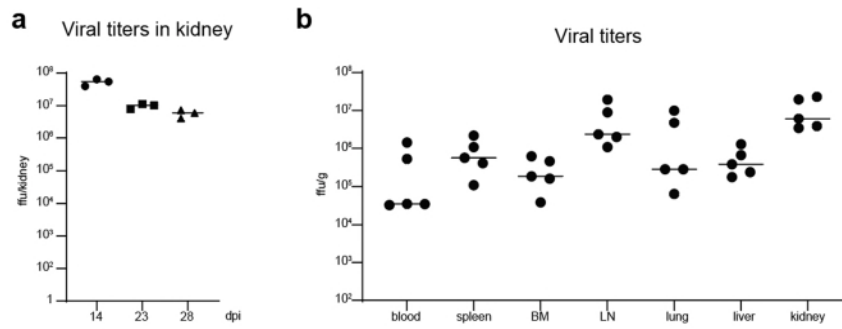 a
Viral titers in kidney
10⁸
10⁷
10⁶
10⁵
10⁴
10³
10²
1
ffu/kidney
14 23 28 dpi
b
Viral titers
10⁸
10⁷
10⁶
10⁵
10⁴
10³
10²
ffu/g
blood spleen BM LN lung liver kidney